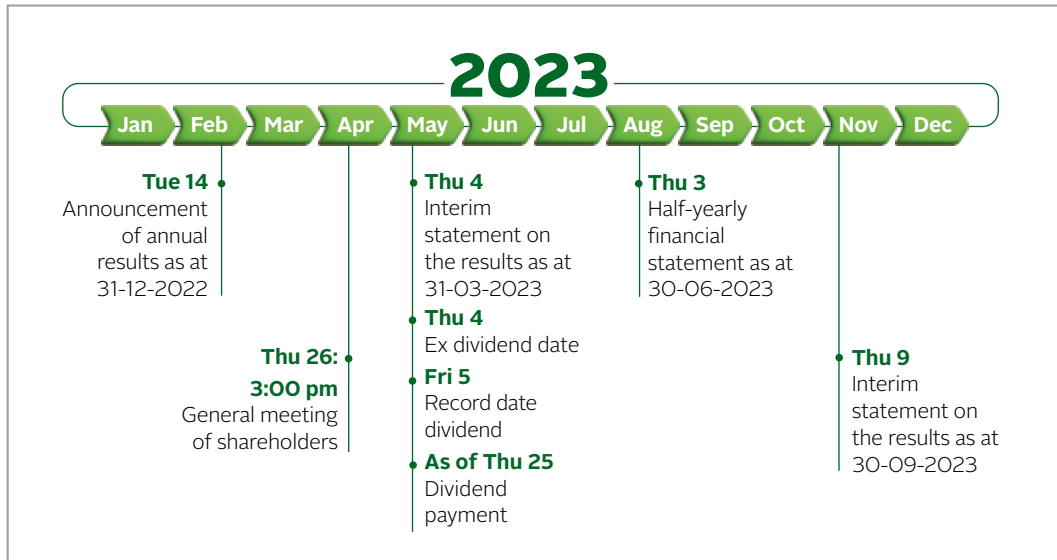 2023
Jan
Feb
Mar
Apr
May
Jun
Jul
Aug
Sep
Oct
Nov
Dec
Tue 14
Announcement
of annual
results as at
31-12-2022
Thu 26:
3:00 pm
General meeting
of shareholders
Thu 4
Interim
statement on
the results as at
31-03-2023
Thu 4
Ex dividend date
Fri 5
Record date
dividend
As of Thu 25
Dividend
payment
Thu 3
Half-yearly
financial
statement as at
30-06-2023
Thu 9
Interim
statement on
the results as at
30-09-2023